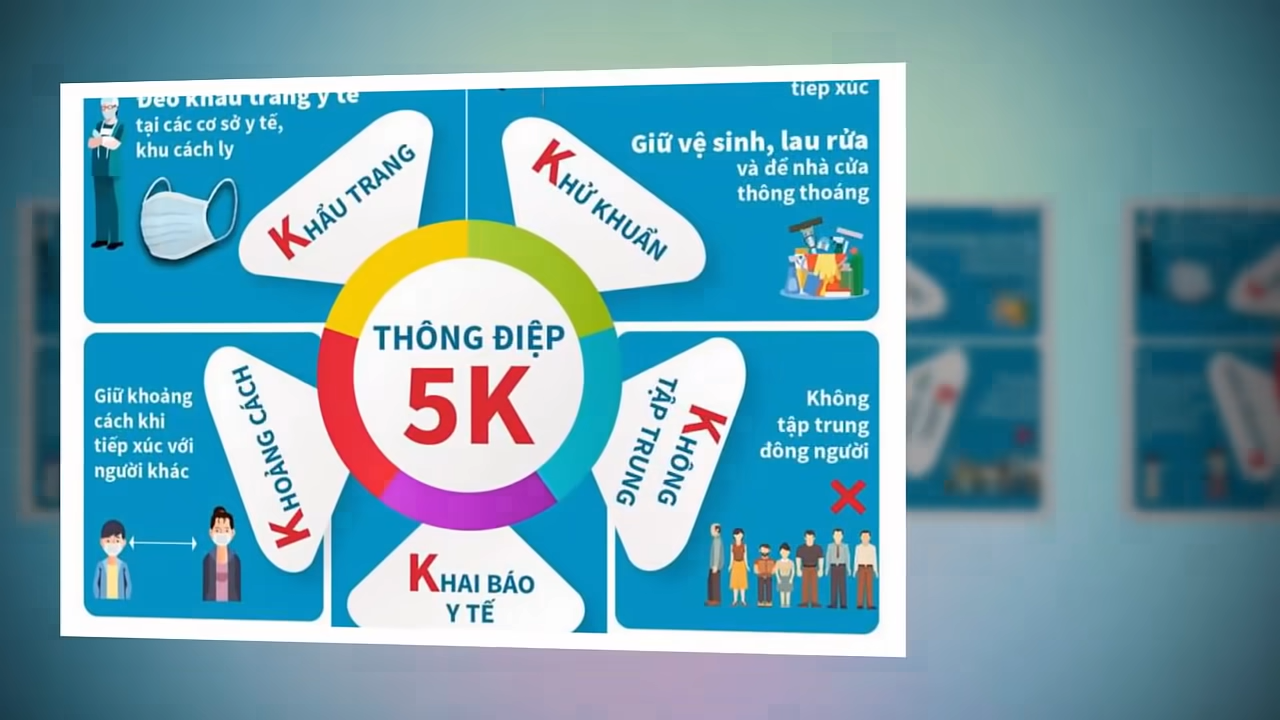 Đeo khẩu trang y tế
tại các cơ sở y tế,
khu cách ly
KHẨU TRANG
KHỬ KHUẨN
tiếp xúc
Giữ vệ sinh, lau rửa
và để nhà cửa
thông thoáng
THÔNG ĐIỆP
5K
Giữ khoảng
cách khi
tiếp xúc với
người khác
KHOẢNG CÁCH
KHÔNG
TẬP TRUNG
Không
tập trung
đông người
KHAI BÁO
Y TẾ